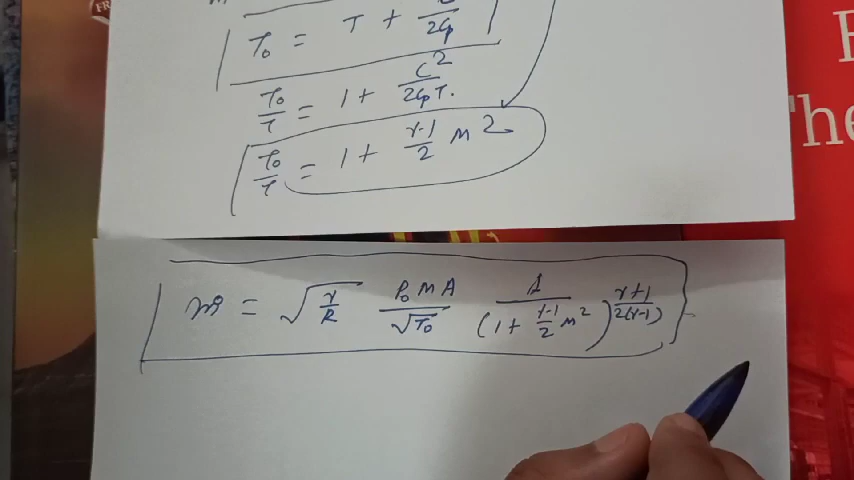 T₀ = T + C²/2Cp
T₀/T = 1 + C²/2CpT.
T₀/T = 1 + γ-1/2 M²
ṁ = √(γ/R) P₀MA/√T₀ 1/(1 + γ-1/2 M²)^(γ+1/2(γ-1))
The